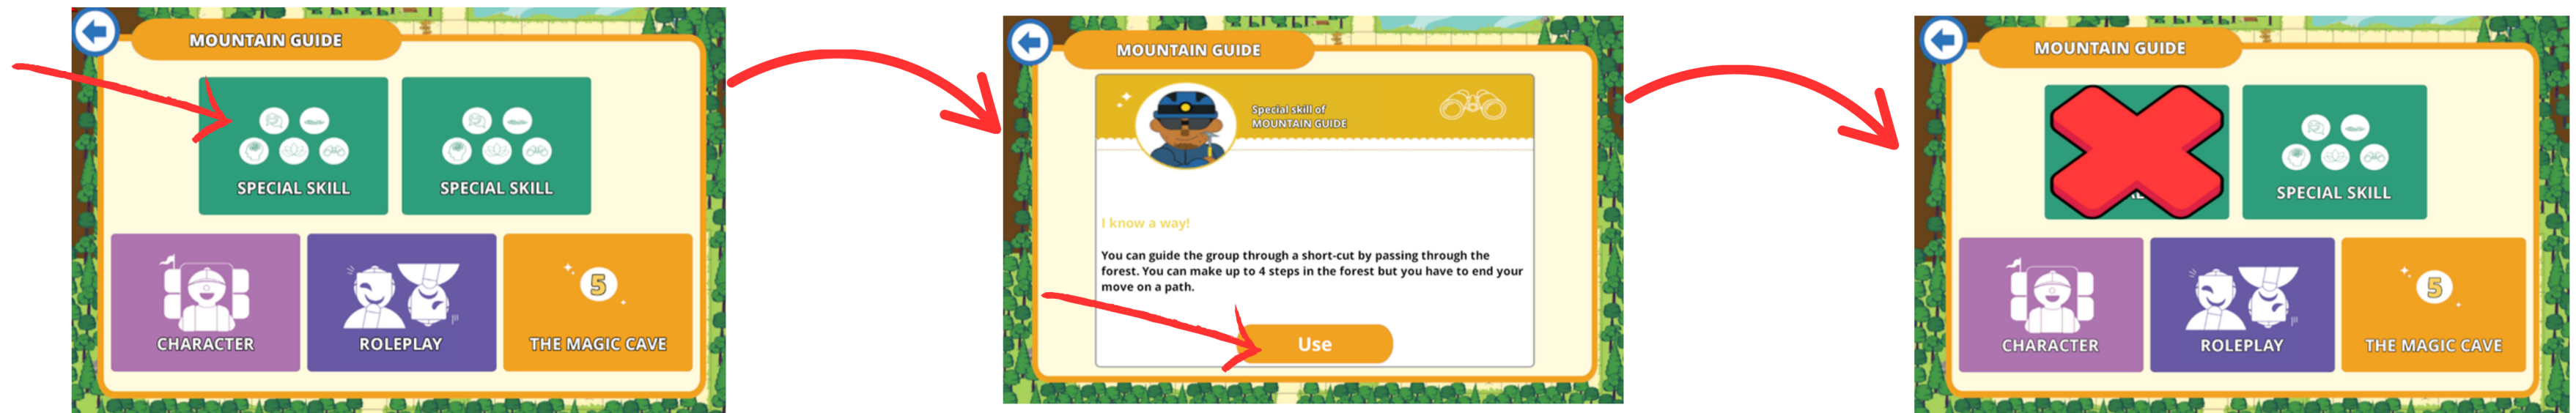 MOUNTAIN GUIDE
SPECIAL SKILL
SPECIAL SKILL
CHARACTER
ROLEPLAY
5
THE MAGIC CAVE
MOUNTAIN GUIDE
Special skill of
MOUNTAIN GUIDE
I know a way!
You can guide the group through a short-cut by passing through the
forest. You can make up to 4 steps in the forest but you have to end your
move on a path.
Use
MOUNTAIN GUIDE
SPECIAL SKILL
CHARACTER
ROLEPLAY
5
THE MAGIC CAVE